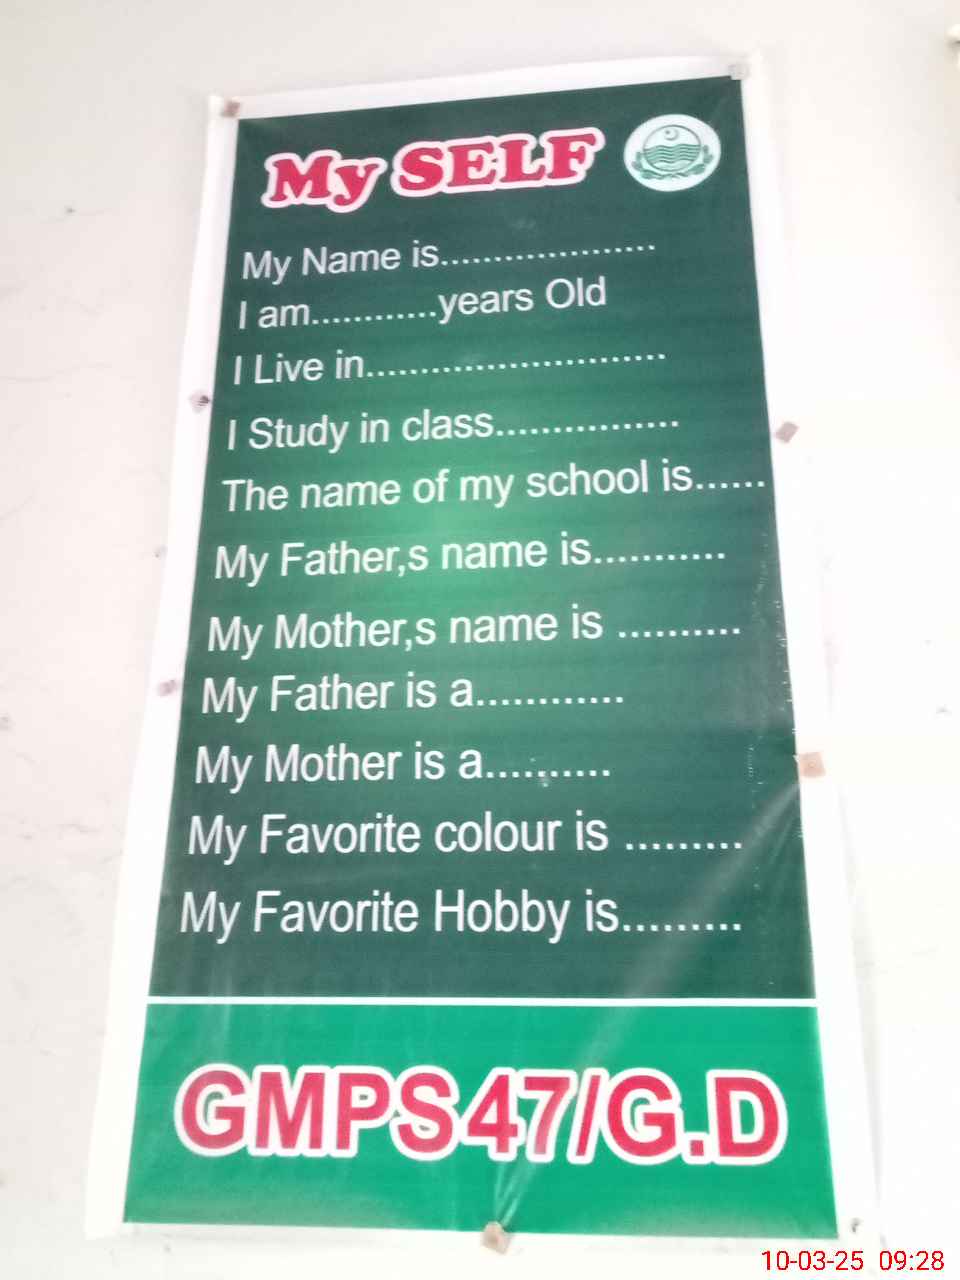 My SELF
My Name is....................
I am............years Old
I Live in...........................
I Study in class................
The name of my school is......
My Father,s name is...........
My Mother,s name is ..........
My Father is a............
My Mother is a..........
My Favorite colour is .........
My Favorite Hobby is.........
GMPS47/G.D
10-03-25 09:28